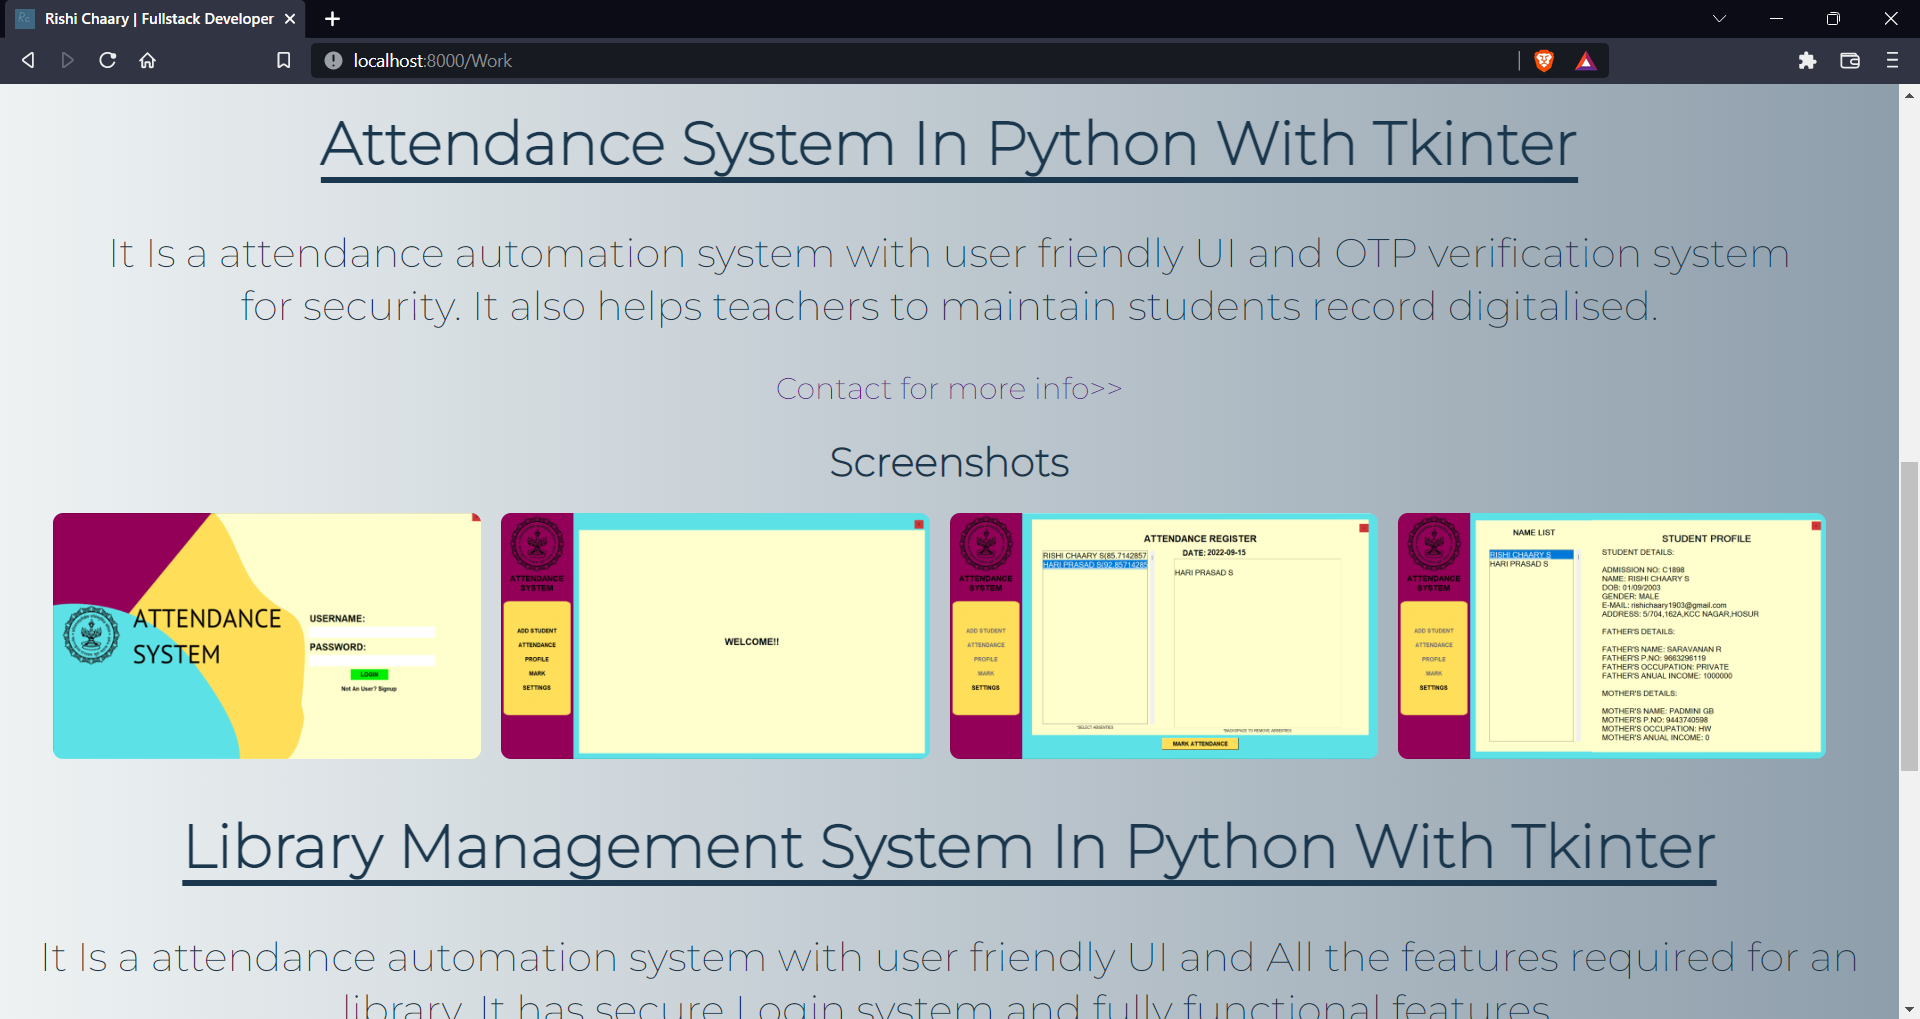 Rishi Chaary | Fullstack Developer
localhost:8000/Work
Attendance System In Python With Tkinter
It Is a attendance automation system with user friendly UI and OTP verification system
for security. It also helps teachers to maintain students record digitalised.
Contact for more info>>
Screenshots
ATTENDANCE
SYSTEM
USERNAME:
PASSWORD:
LOGIN
Not An User? Signup
ATTENDANCE
SYSTEM
ADD STUDENT
ATTENDANCE
PROFILE
MARK
SETTINGS
WELCOME!!
ATTENDANCE
SYSTEM
ADD STUDENT
ATTENDANCE
PROFILE
MARK
SETTINGS
ATTENDANCE REGISTER
DATE: 2022-09-15
RISHI CHAARY S(85.7142857
HARI PRASAD S(92.85714285
HARI PRASAD S
*SELECT ABSENTIES
*BACKSPACE TO REMOVE ABSENTIES
MARK ATTENDANCE
ATTENDANCE
SYSTEM
ADD STUDENT
ATTENDANCE
PROFILE
MARK
SETTINGS
NAME LIST
RISHI CHAARY S
HARI PRASAD S
STUDENT PROFILE
STUDENT DETAILS:
ADMISSION NO: C1898
NAME: RISHI CHAARY S
DOB: 01/09/2003
GENDER: MALE
E-MAIL: rishichaary1903@gmail.com
ADDRESS: 5/704,162A,KCC NAGAR,HOSUR
FATHER'S DETAILS:
FATHER'S NAME: SARAVANAN R
FATHER'S P.NO: 9663296119
FATHER'S OCCUPATION: PRIVATE
FATHER'S ANUAL INCOME: 1000000
MOTHER'S DETAILS:
MOTHER'S NAME: PADMINI GB
MOTHER'S P.NO: 9443740598
MOTHER'S OCCUPATION: HW
MOTHER'S ANUAL INCOME: 0
Library Management System In Python With Tkinter
It Is a attendance automation system with user friendly UI and All the features required for an
library. It has secure Login system and fully functional features